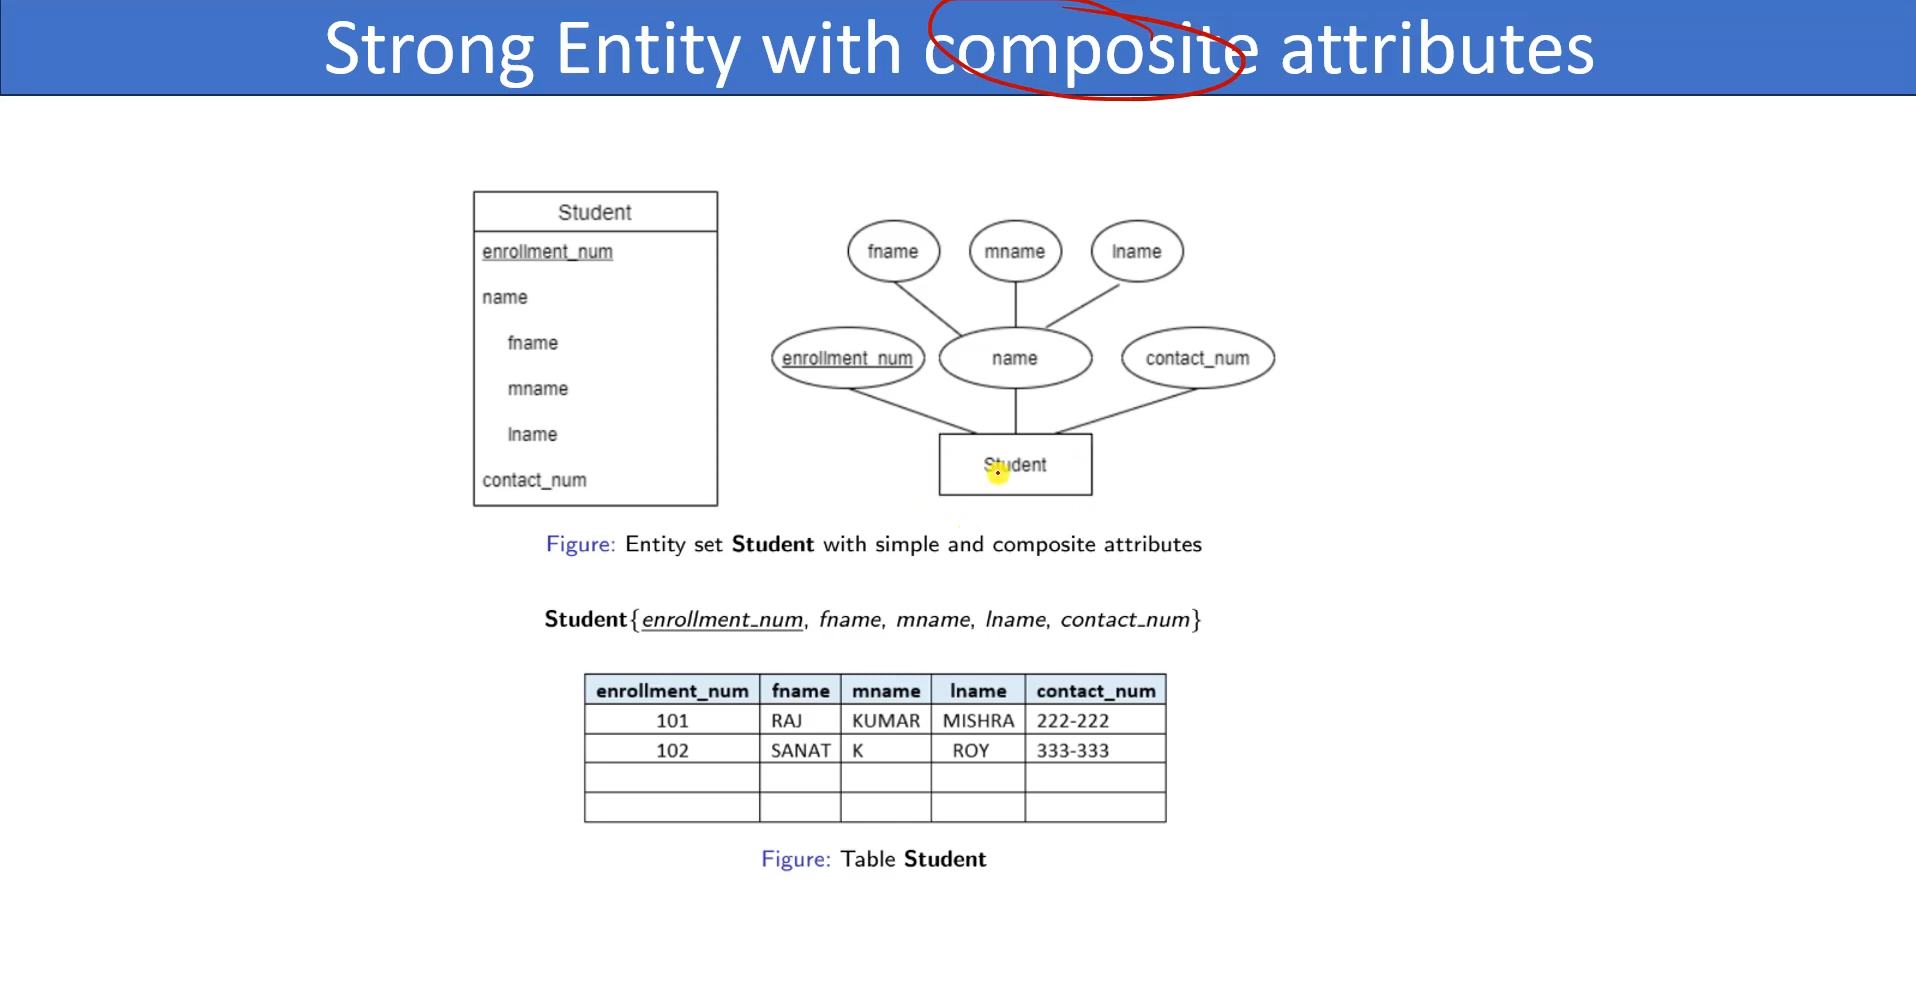 Strong Entity with composite attributes
Student
enrollment_num
name
fname
mname
lname
contact_num
fname mname lname
enrollment_num name contact_num
Student
Figure: Entity set Student with simple and composite attributes
Student{enrollment_num, fname, mname, lname, contact_num}
enrollment_num fname mname lname contact_num
101 RAJ KUMAR MISHRA 222-222
102 SANAT K ROY 333-333
Figure: Table Student